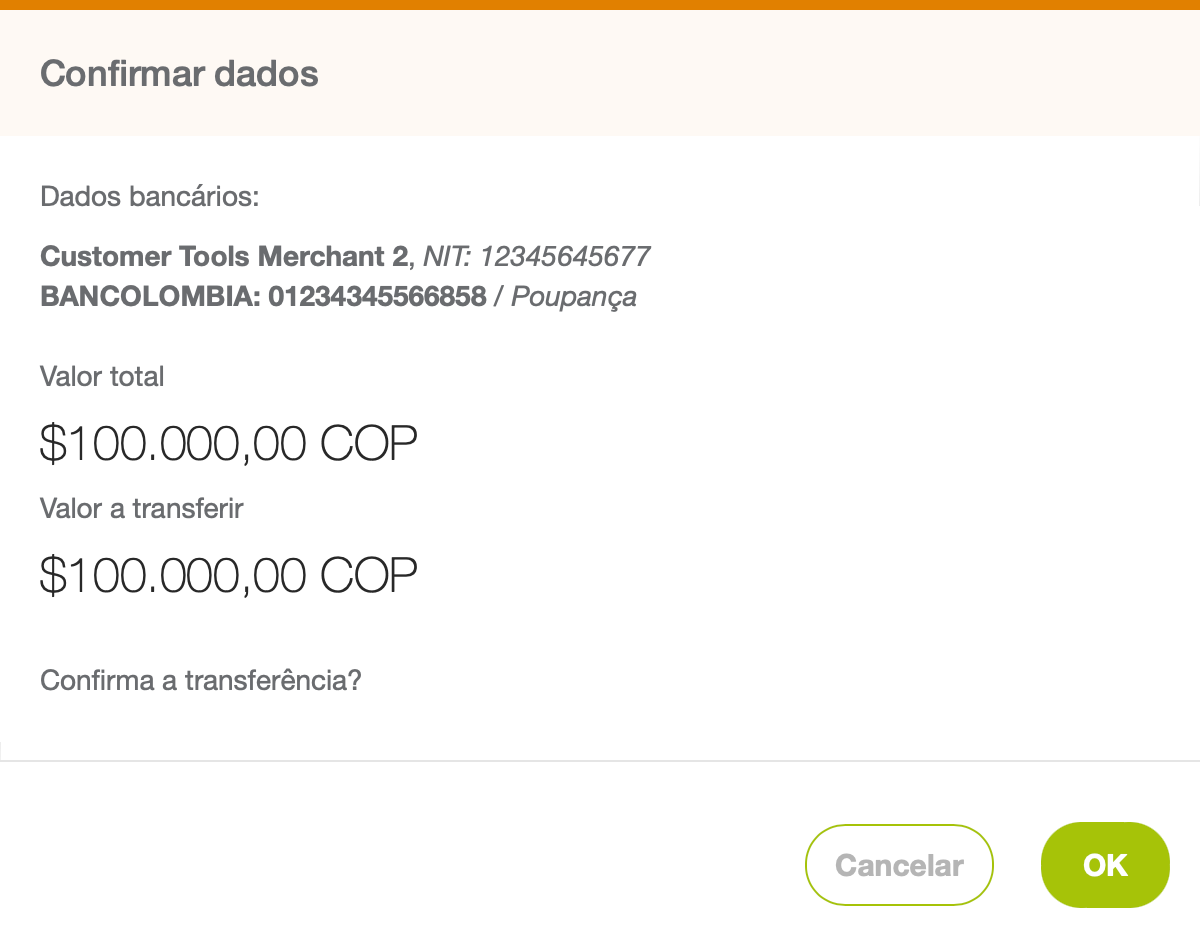 Confirmar dados
Dados bancários:
Customer Tools Merchant 2, NIT: 12345645677
BANCOLOMBIA: 01234345566858 / Poupança
Valor total
$100.000,00 COP
Valor a transferir
$100.000,00 COP
Confirma a transferência?
Cancelar
OK